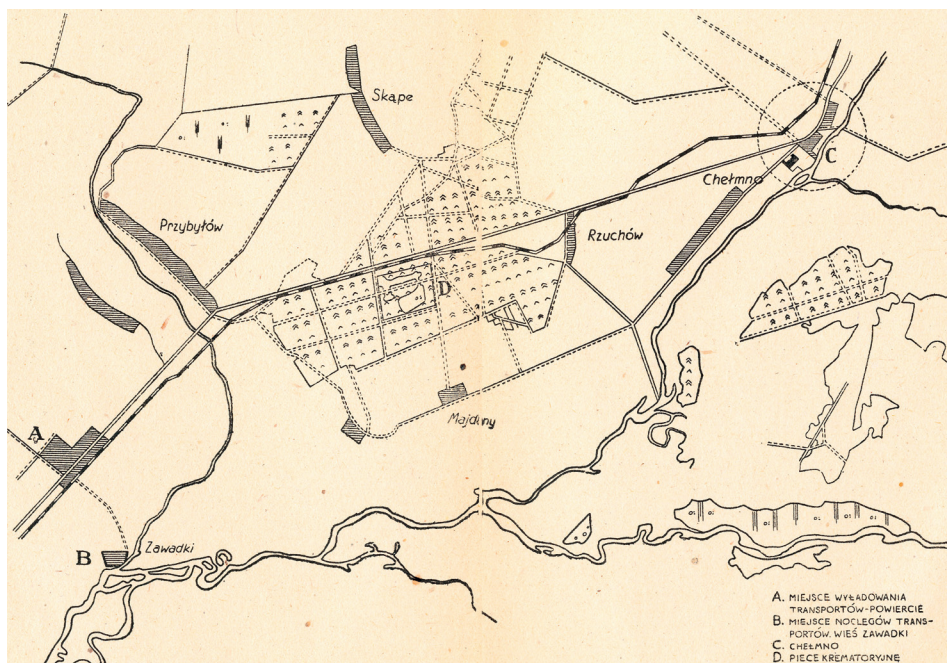 Skąpe
Chełmno
C
Przybyłów
Rzuchów
D
Majdany
A
B
Zawadki
A. MIEJSCE WYŁADOWANIA
TRANSPORTÓW-POWIERCIE
B. MIEJSCE NOCLEGÓW TRANS-
PORTÓW. WIEŚ ZAWADKI
C. CHEŁMNO
D. PIECE KREMATORYJNE